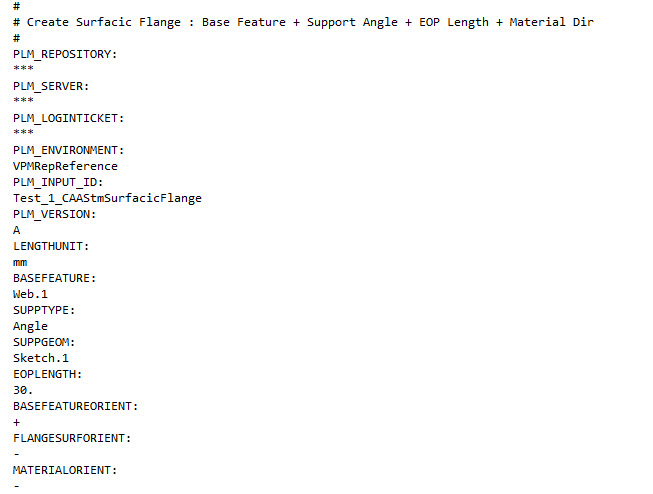 #
# Create Surfacic Flange : Base Feature + Support Angle + EOP Length + Material Dir
#
PLM_REPOSITORY:
***
PLM_SERVER:
***
PLM_LOGINTICKET:
***
PLM_ENVIRONMENT:
VPMRepReference
PLM_INPUT_ID:
Test_1_CAAStmSurfacicFlange
PLM_VERSION:
A
LENGTHUNIT:
mm
BASEFEATURE:
Web.1
SUPPTYPE:
Angle
SUPPGEOM:
Sketch.1
EOPLENGTH:
30.
BASEFEATUREORIENT:
+
FLANGESURFORIENT:
-
MATERIALORIENT:
-